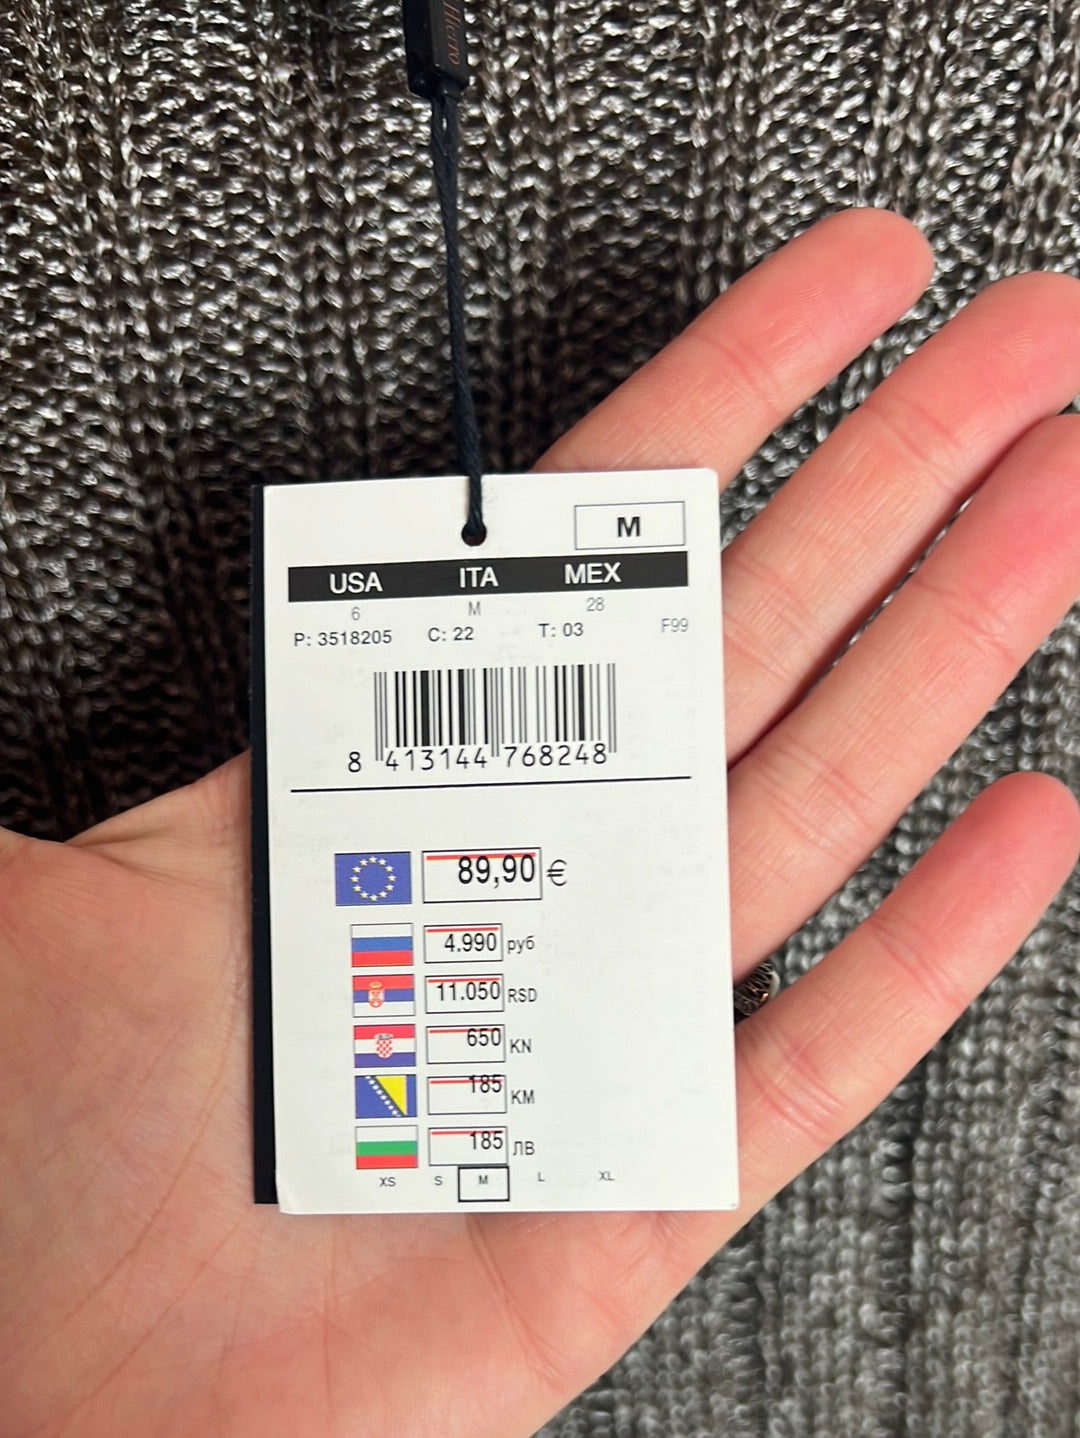 Hiero
M
USA ITA MEX
6 M 28
P: 3518205 C: 22 T: 03 F99
8 413144 768248
89,90 €
4.990 руб
11.050 RSD
650 KN
185 KM
185 ЛВ
XS S M L XL